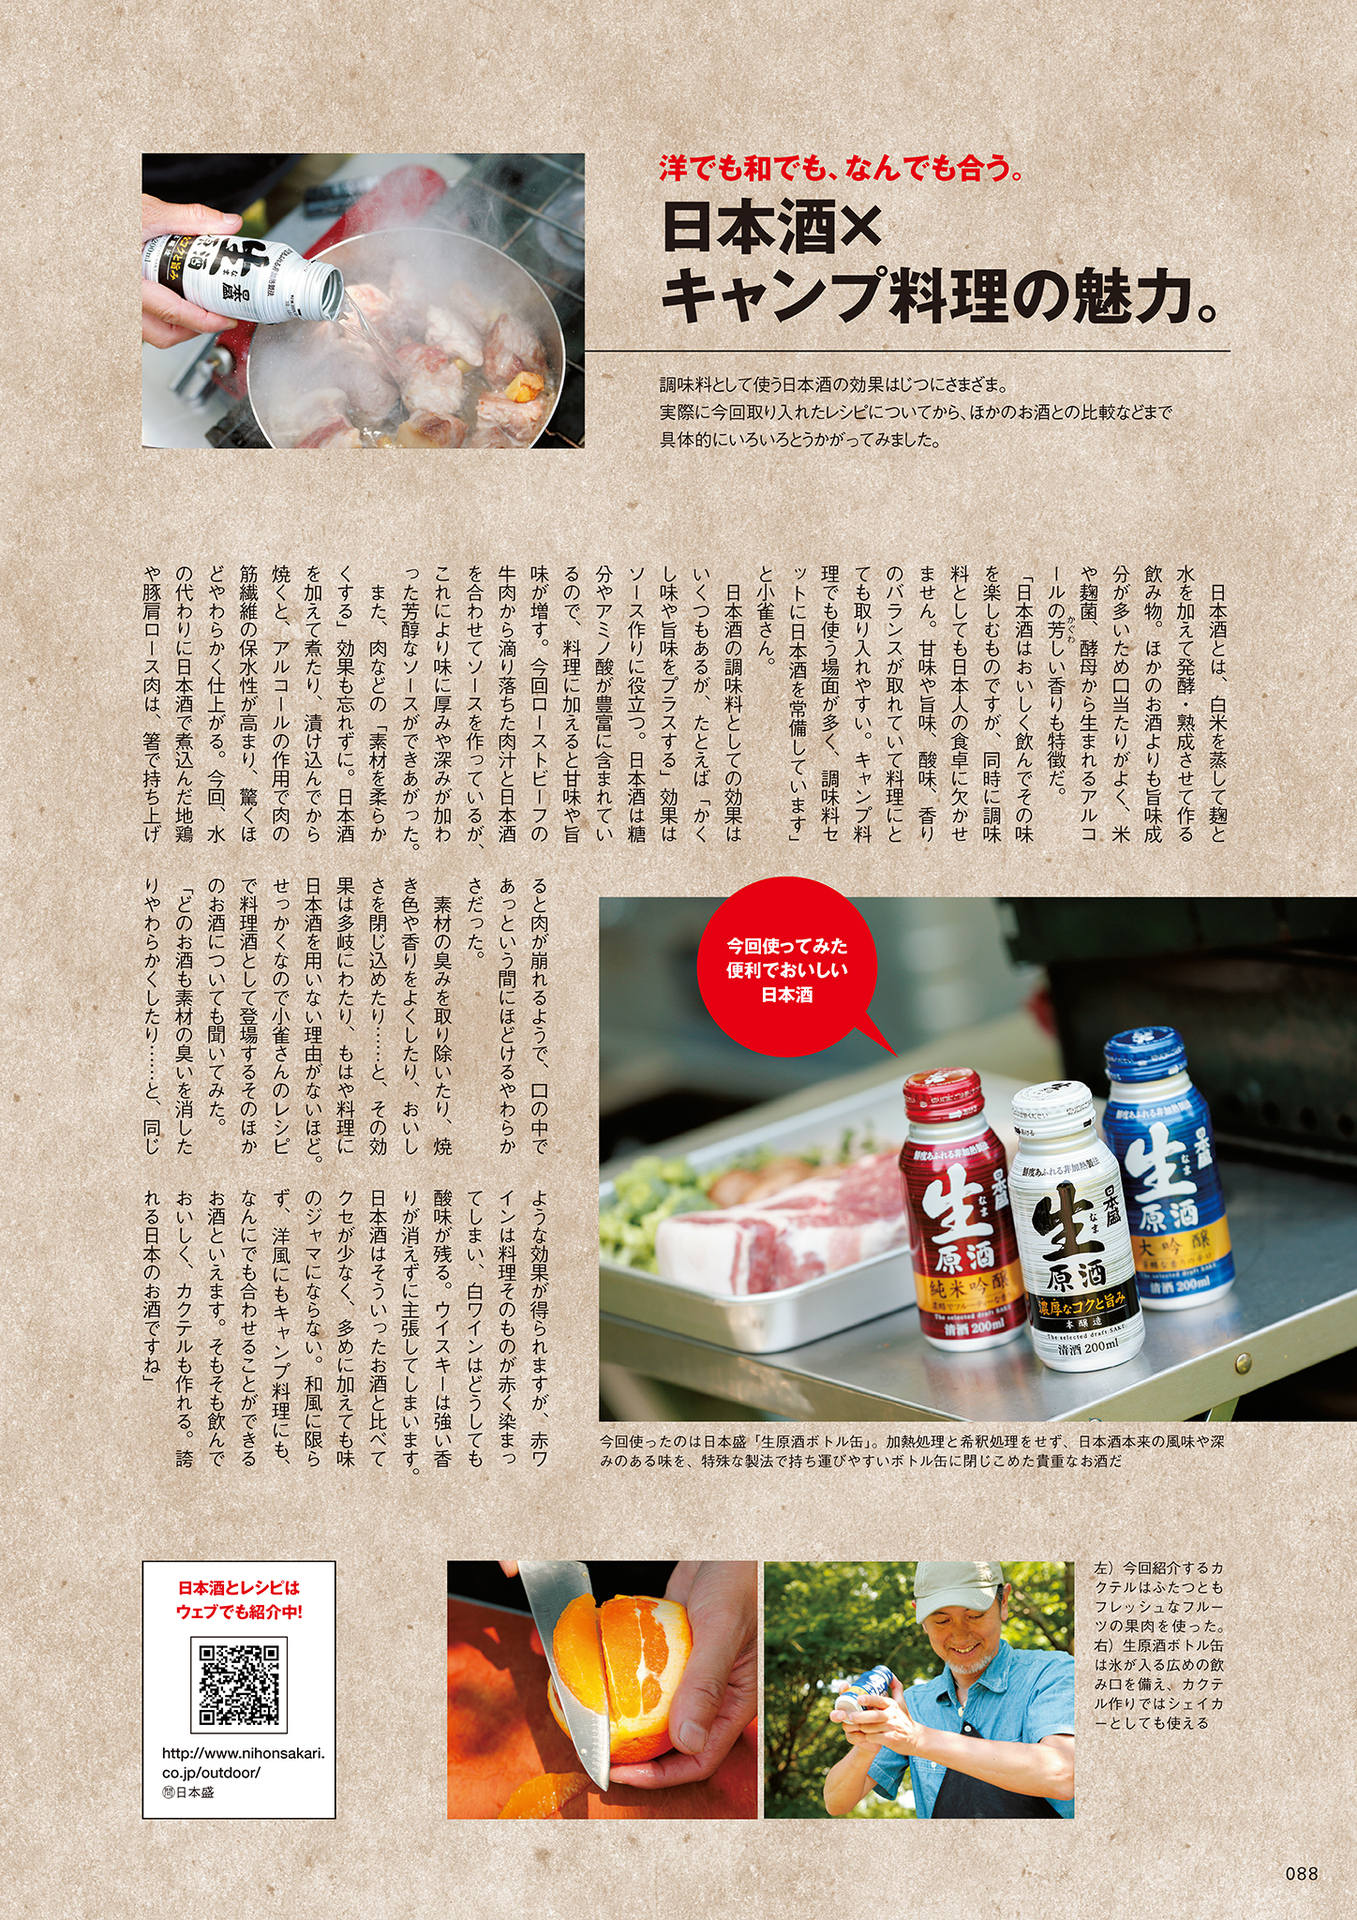 洋でも和でも、なんでも合う。
日本酒×
キャンプ料理の魅力。
調味料として使う日本酒の効果はじつにさまざま。
実際に今回取り入れたレシピについてから、ほかのお酒との比較などまで
具体的にいろいろとうかがってみました。
日本酒とは、白米を蒸して麹と
水を加えて発酵・熟成させて作る
飲み物。ほかのお酒よりも旨味成
分が多いため口当たりがよく、米
や麹菌、酵母から生まれるアルコ
ールの芳しい香りも特徴だ。
かぐわ
「日本酒はおいしく飲んでその味
を楽しむものですが、同時に調味
料としても日本人の食卓に欠かせ
ません。甘味や旨味、酸味、香り
のバランスが取れていて料理にと
ても取り入れやすい。キャンプ料
理でも使う場面が多く、調味料セ
ットに日本酒を常備しています」
と小雀さん。
日本酒の調味料としての効果は
いくつもあるが、たとえば「かく
し味や旨味をプラスする」効果は
ソース作りに役立つ。日本酒は糖
分やアミノ酸が豊富に含まれてい
るので、料理に加えると甘味や旨
味が増す。今回ローストビーフの
牛肉から滴り落ちた肉汁と日本酒
を合わせてソースを作っているが、
これにより味に厚みや深みが加わ
った芳醇なソースができあがった。
また、肉などの「素材を柔らか
くする」効果も忘れずに。日本酒
を加えて煮たり、漬け込んでから
焼くと、アルコールの作用で肉の
筋繊維の保水性が高まり、驚くほ
どやわらかく仕上がる。今回、水
の代わりに日本酒で煮込んだ地鶏
や豚肩ロース肉は、箸で持ち上げ
ると肉が崩れるようで、口の中で
あっという間にほどけるやわらか
さだった。
素材の臭みを取り除いたり、焼
き色や香りをよくしたり、おいし
さを閉じ込めたり……と、その効
果は多岐にわたり、もはや料理に
日本酒を用いない理由がないほど。
せっかくなので小雀さんのレシピ
で料理酒として登場するそのほか
のお酒についても聞いてみた。
「どのお酒も素材の臭いを消した
りやわらかくしたり……と、同じ
ような効果が得られますが、赤ワ
インは料理そのものが赤く染まっ
てしまい、白ワインはどうしても
酸味が残る。ウイスキーは強い香
りが消えずに主張してしまいます。
日本酒はそういったお酒と比べて
クセが少なく、多めに加えても味
のジャマにならない。和風に限ら
ず、洋風にもキャンプ料理にも、
なんにでも合わせることができる
お酒といえます。そもそも飲んで
おいしく、カクテルも作れる。誇
れる日本のお酒ですね」
今回使ってみた
便利でおいしい
日本酒
鮮度あふれる非加熱製法
日本盛
生
なま
原酒
純米吟醸
The selected draft SAKE
清酒 200ml
鮮度あふれる非加熱製法
日本盛
生
なま
原酒
濃厚なコクと旨み
本醸造
The selected draft SAKE
清酒 200ml
鮮度あふれる非加熱製法
日本盛
生
なま
原酒
大吟醸
The selected draft SAKE
清酒 200ml
今回使ったのは日本盛「生原酒ボトル缶」。加熱処理と希釈処理をせず、日本酒本来の風味や深
みのある味を、特殊な製法で持ち運びやすいボトル缶に閉じこめた貴重なお酒だ
左）今回紹介するカ
クテルはふたつとも
フレッシュなフルー
ツの果肉を使った。
右）生原酒ボトル缶
は氷が入る広めの飲
み口を備え、カクテ
ル作りではシェイカ
ーとしても使える
日本酒とレシピは
ウェブでも紹介中!
http://www.nihonsakari.
co.jp/outdoor/
㉄日本盛
088